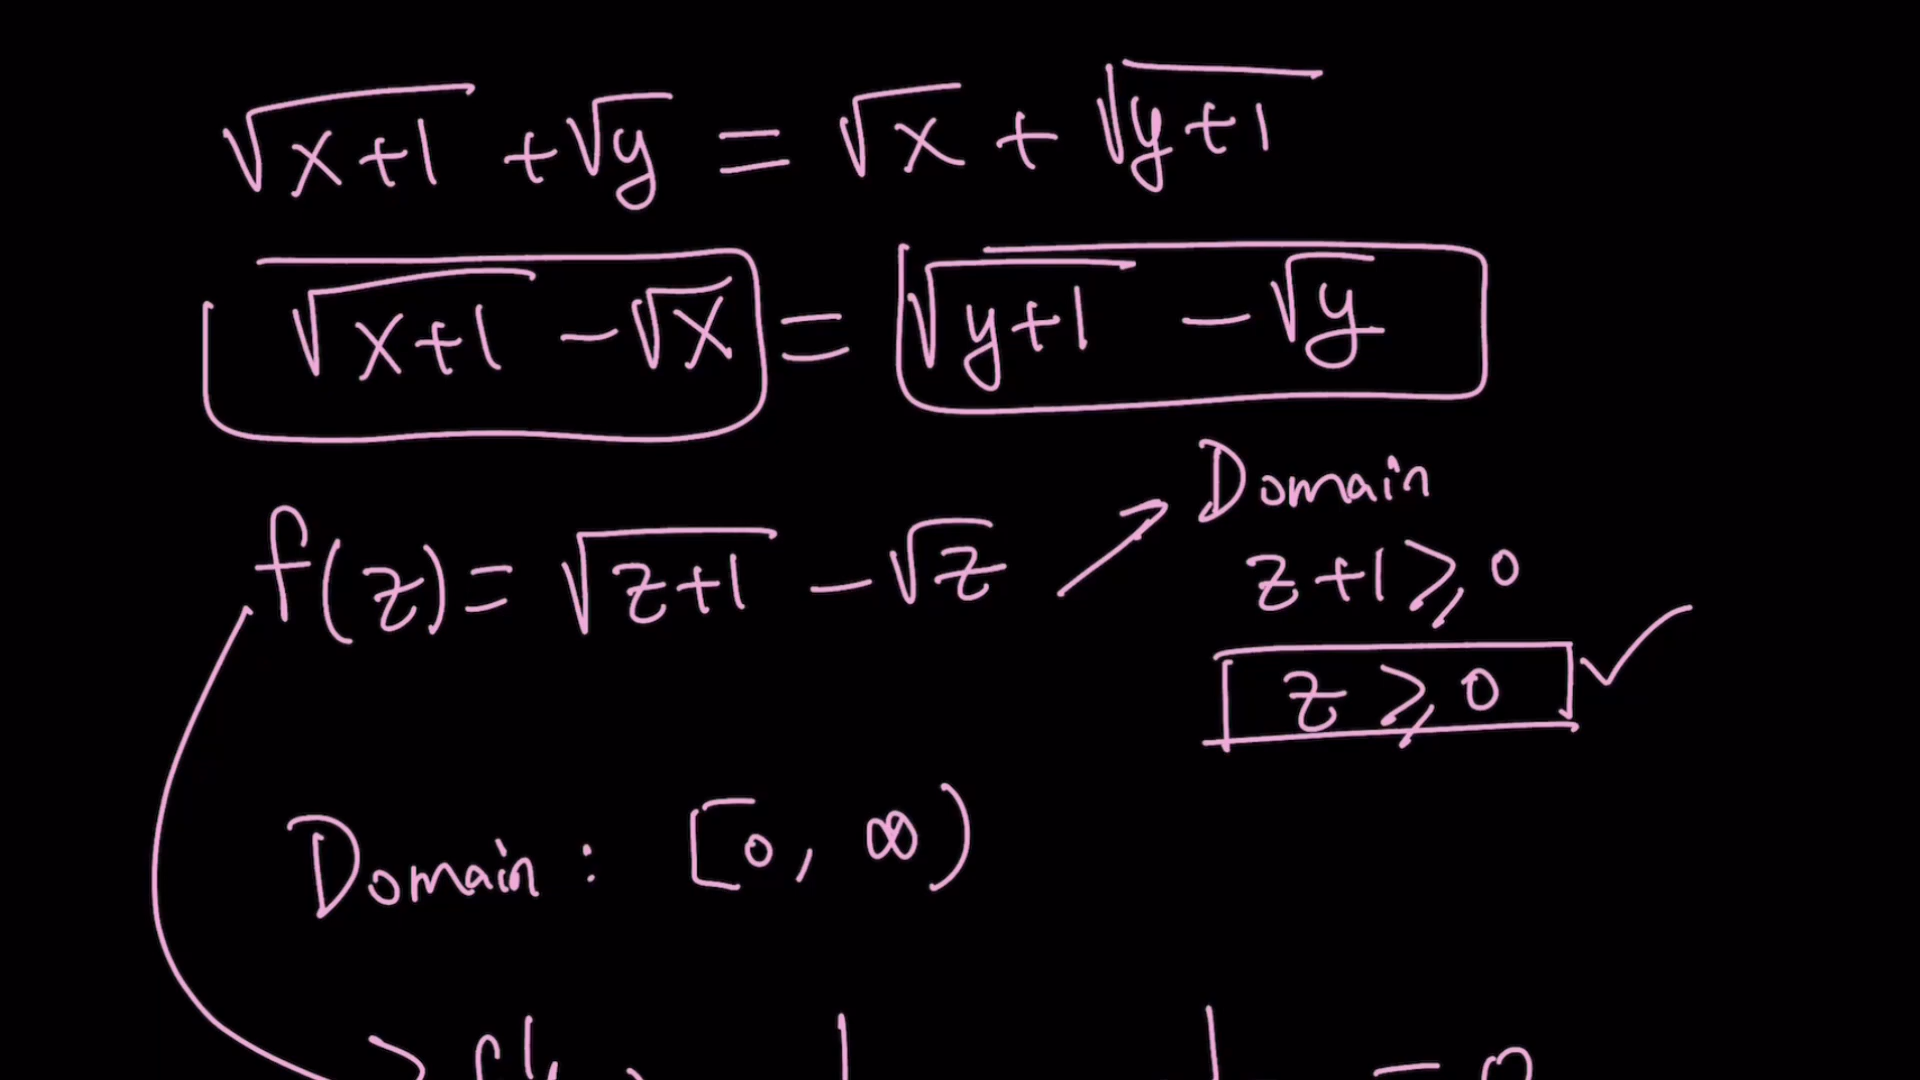 √(x+1) + √y = √x + √(y+1)
√(x+1) - √x = √(y+1) - √y
f(z) = √(z+1) - √z
Domain
z+1 ⩾ 0
z ⩾ 0 ✓
Domain : [0, ∞)